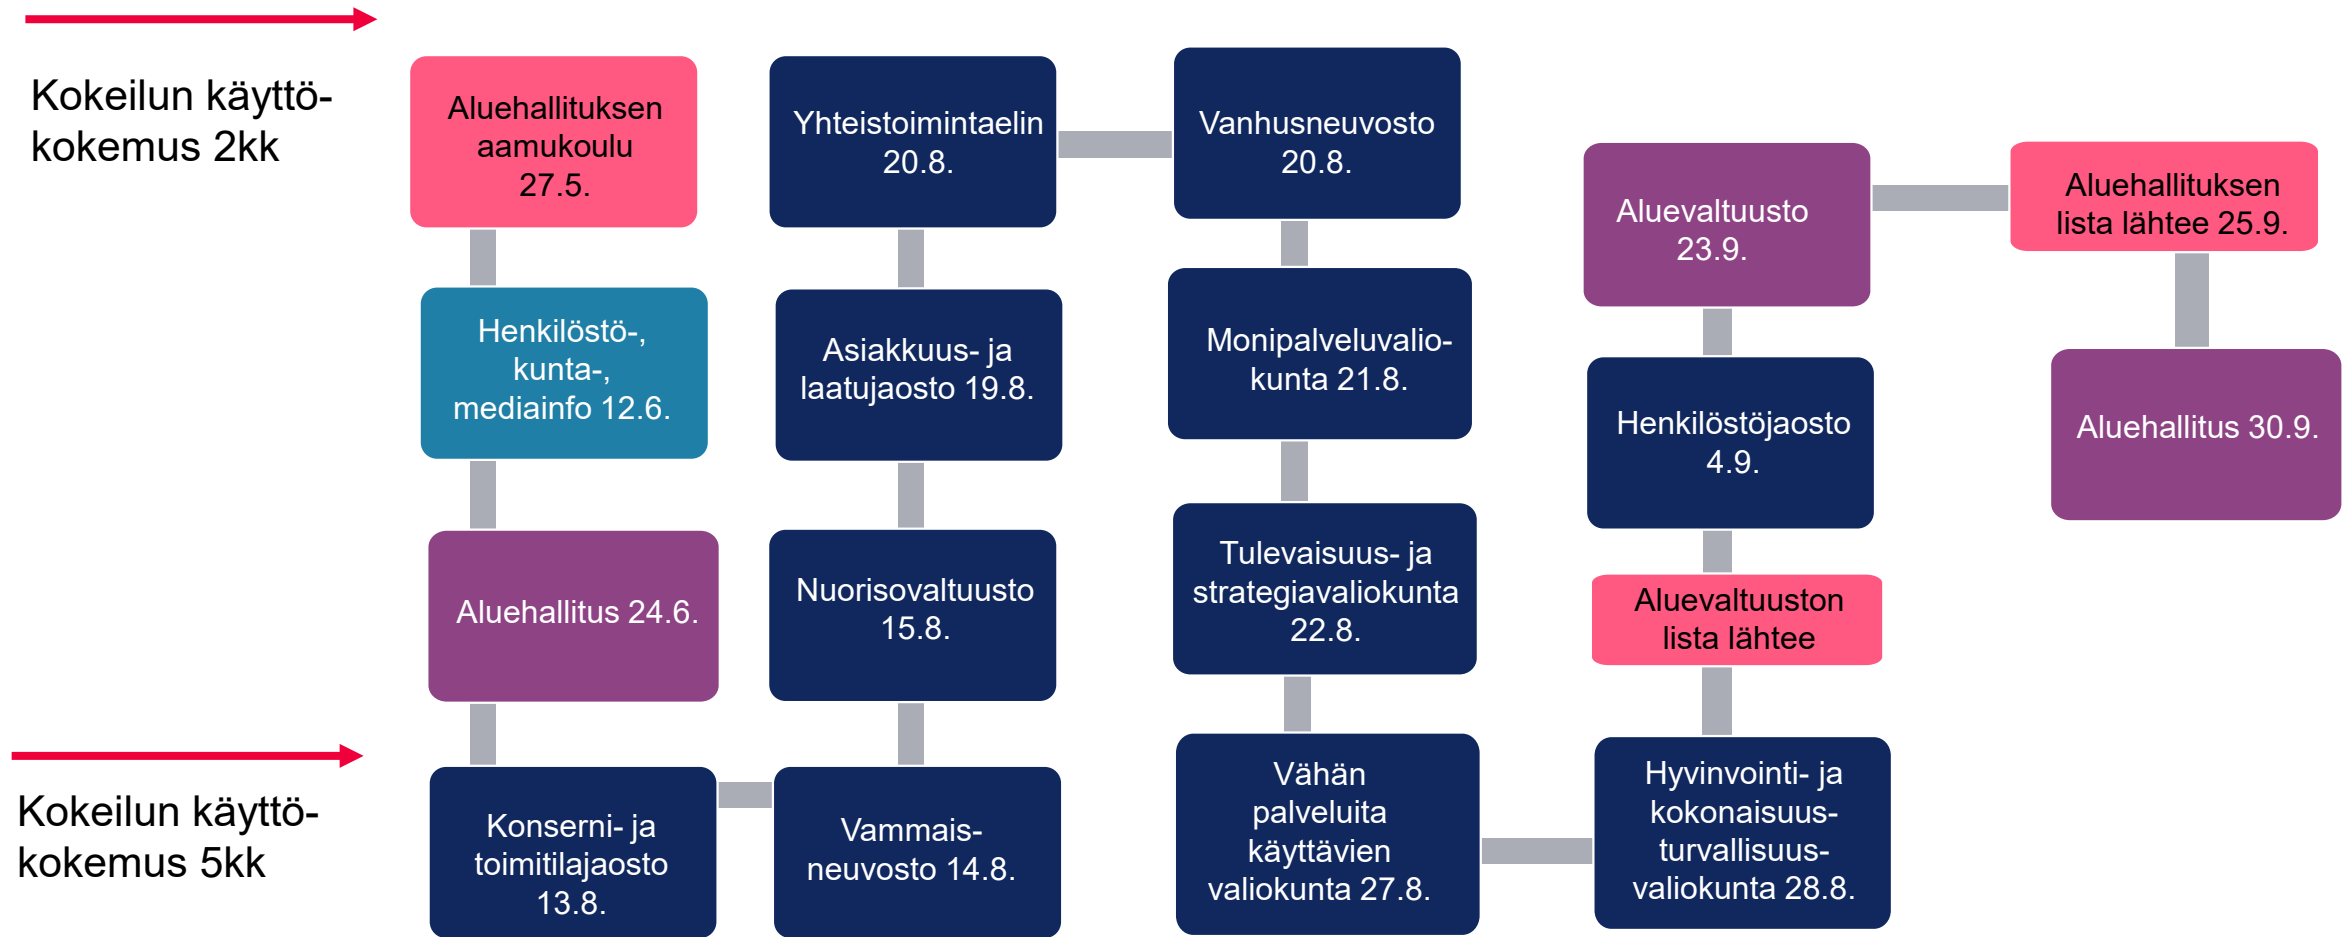 Kokeilun käyttö-
kokemus 2kk
Aluehallituksen
aamukoulu
27.5.
Henkilöstö-,
kunta-,
mediainfo 12.6.
Aluehallitus 24.6.
Kokeilun käyttö-
kokemus 5kk
Konserni- ja
toimitilajaosto
13.8.
Vammais-
neuvosto 14.8.
Nuorisovaltuusto
15.8.
Asiakkuus- ja
laatujaosto 19.8.
Yhteistoimintaelin
20.8.
Vanhusneuvosto
20.8.
Monipalveluvalio-
kunta 21.8.
Tulevaisuus- ja
strategiavaliokunta
22.8.
Vähän
palveluita
käyttävien
valiokunta 27.8.
Hyvinvointi- ja
kokonaisuus-
turvallisuus-
valiokunta 28.8.
Aluevaltuuston
lista lähtee
Henkilöstöjaosto
4.9.
Aluevaltuusto
23.9.
Aluehallituksen
lista lähtee 25.9.
Aluehallitus 30.9.